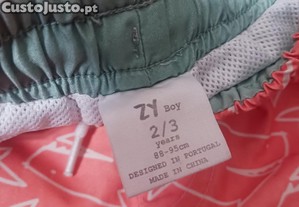 CustoJusto.pt
ZY Boy
2/3
years
88-95cm
DESIGNED IN PORTUGAL
MADE IN CHINA